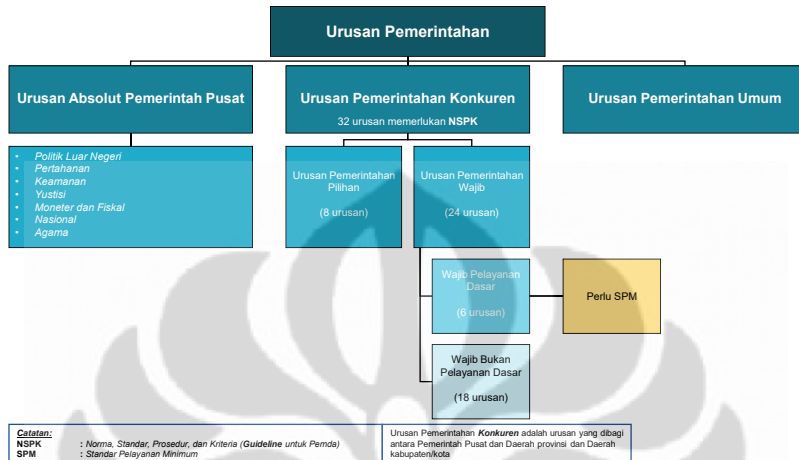 Urusan Pemerintahan
Urusan Absolut Pemerintah Pusat
Urusan Pemerintahan Konkuren
32 urusan memerlukan NSPK
Urusan Pemerintahan Umum
• Politik Luar Negeri
• Pertahanan
• Keamanan
• Yustisi
• Moneter dan Fiskal
• Nasional
• Agama
Urusan Pemerintahan
Pilihan
(8 urusan)
Urusan Pemerintahan
Wajib
(24 urusan)
Wajib Pelayanan
Dasar
(6 urusan)
Perlu SPM
Wajib Bukan
Pelayanan Dasar
(18 urusan)
Catatan:
NSPK : Norma, Standar, Prosedur, dan Kriteria (Guideline untuk Pemda)
SPM : Standar Pelayanan Minimum
Urusan Pemerintahan Konkuren adalah urusan yang dibagi
antara Pemerintah Pusat dan Daerah provinsi dan Daerah
kabupaten/kota